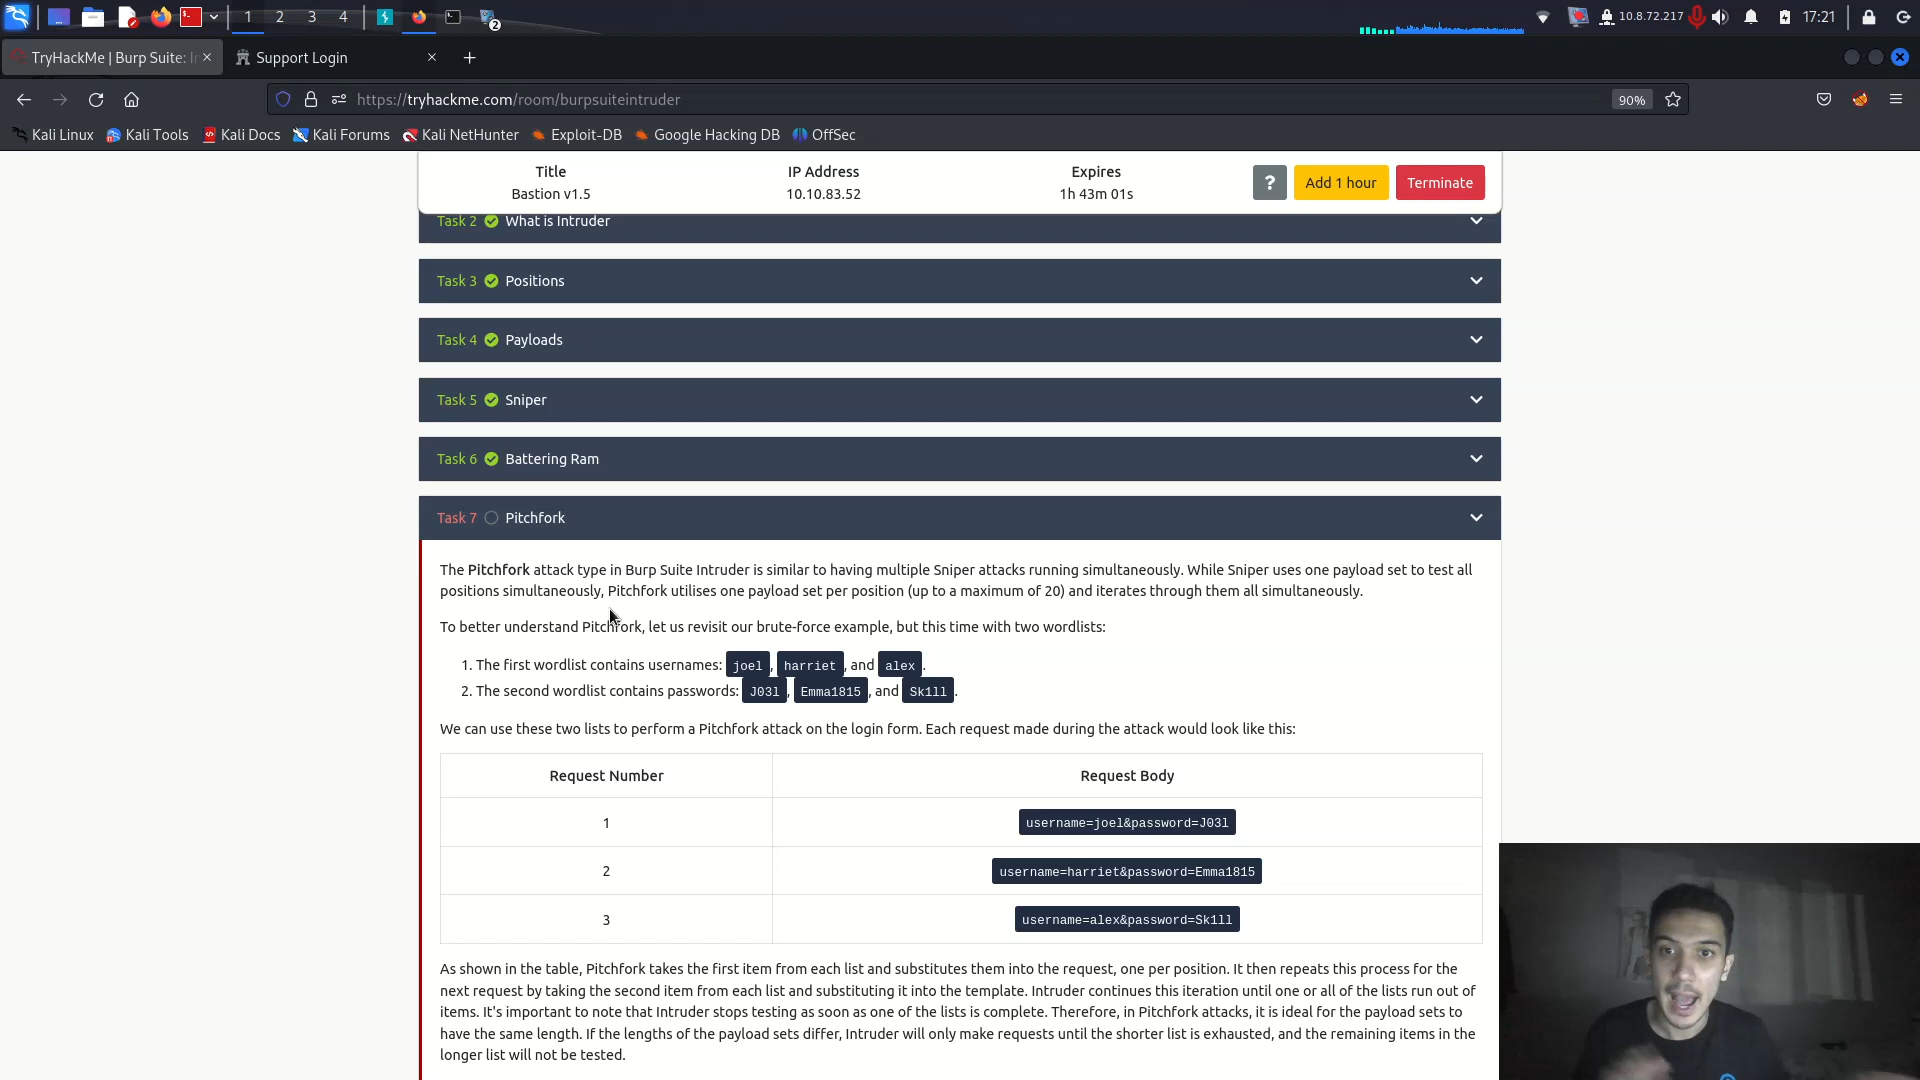 1 2 3 4
2
10.8.72.217
17:21
TryHackMe | Burp Suite: I
Support Login
https://tryhackme.com/room/burpsuiteintruder
90%
Kali Linux
Kali Tools
Kali Docs
Kali Forums
Kali NetHunter
Exploit-DB
Google Hacking DB
OffSec
Title
IP Address
Expires
Bastion v1.5
10.10.83.52
1h 43m 01s
?
Add 1 hour
Terminate
Task 2 What is Intruder
Task 3 Positions
Task 4 Payloads
Task 5 Sniper
Task 6 Battering Ram
Task 7 Pitchfork
The Pitchfork attack type in Burp Suite Intruder is similar to having multiple Sniper attacks running simultaneously. While Sniper uses one payload set to test all
positions simultaneously, Pitchfork utilises one payload set per position (up to a maximum of 20) and iterates through them all simultaneously.
To better understand Pitchfork, let us revisit our brute-force example, but this time with two wordlists:
1. The first wordlist contains usernames: joel, harriet, and alex.
2. The second wordlist contains passwords: J03l, Emma1815, and Sk1ll.
We can use these two lists to perform a Pitchfork attack on the login form. Each request made during the attack would look like this:
Request Number Request Body
1 username=joel&password=J03l
2 username=harriet&password=Emma1815
3 username=alex&password=Sk1ll
As shown in the table, Pitchfork takes the first item from each list and substitutes them into the request, one per position. It then repeats this process for the
next request by taking the second item from each list and substituting it into the template. Intruder continues this iteration until one or all of the lists run out of
items. It's important to note that Intruder stops testing as soon as one of the lists is complete. Therefore, in Pitchfork attacks, it is ideal for the payload sets to
have the same length. If the lengths of the payload sets differ, Intruder will only make requests until the shorter list is exhausted, and the remaining items in the
longer list will not be tested.